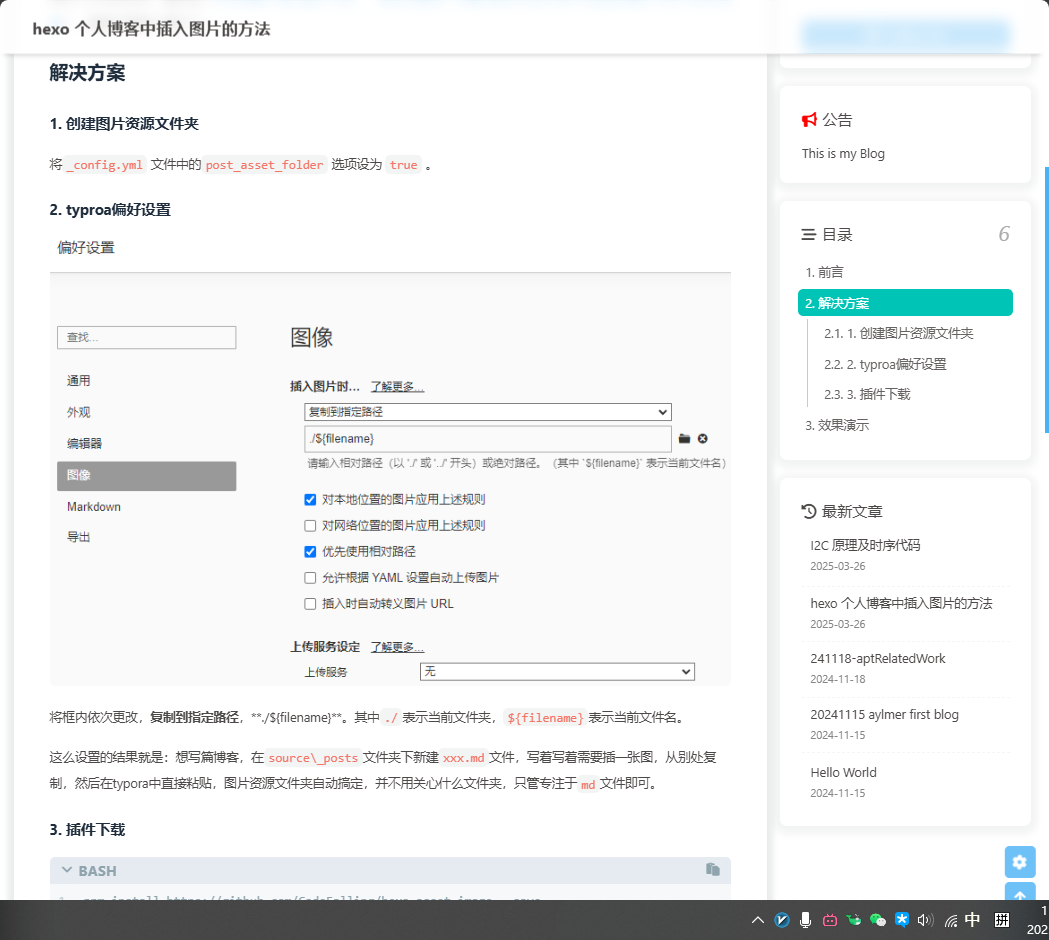 hexo 个人博客中插入图片的方法
解决方案
1. 创建图片资源文件夹
将 _config.yml 文件中的 post_asset_folder 选项设为 true 。
2. typroa偏好设置
偏好设置
查找...
通用
外观
编辑器
图像
Markdown
导出
图像
插入图片时... 了解更多...
复制到指定路径
./${filename}
请输入相对路径（以 './' 或 '../' 开头）或绝对路径。（其中 `${filename}` 表示当前文件名）
对本地位置的图片应用上述规则
对网络位置的图片应用上述规则
优先使用相对路径
允许根据 YAML 设置自动上传图片
插入时自动转义图片 URL
上传服务设定 了解更多...
上传服务 无
将框内依次更改，复制到指定路径，**./${filename}**。其中 ./ 表示当前文件夹， ${filename} 表示当前文件名。
这么设置的结果就是：想写篇博客，在 source\_posts 文件夹下新建 xxx.md 文件，写着写着需要插一张图，从别处复
制，然后在typora中直接粘贴，图片资源文件夹自动搞定，并不用关心什么文件夹，只管专注于 md 文件即可。
3. 插件下载
BASH
公告
This is my Blog
目录 6
1. 前言
2. 解决方案
2.1. 1. 创建图片资源文件夹
2.2. 2. typroa偏好设置
2.3. 3. 插件下载
3. 效果演示
最新文章
I2C 原理及时序代码
2025-03-26
hexo 个人博客中插入图片的方法
2025-03-26
241118-aptRelatedWork
2024-11-18
20241115 aylmer first blog
2024-11-15
Hello World
2024-11-15
中 拼
1
202